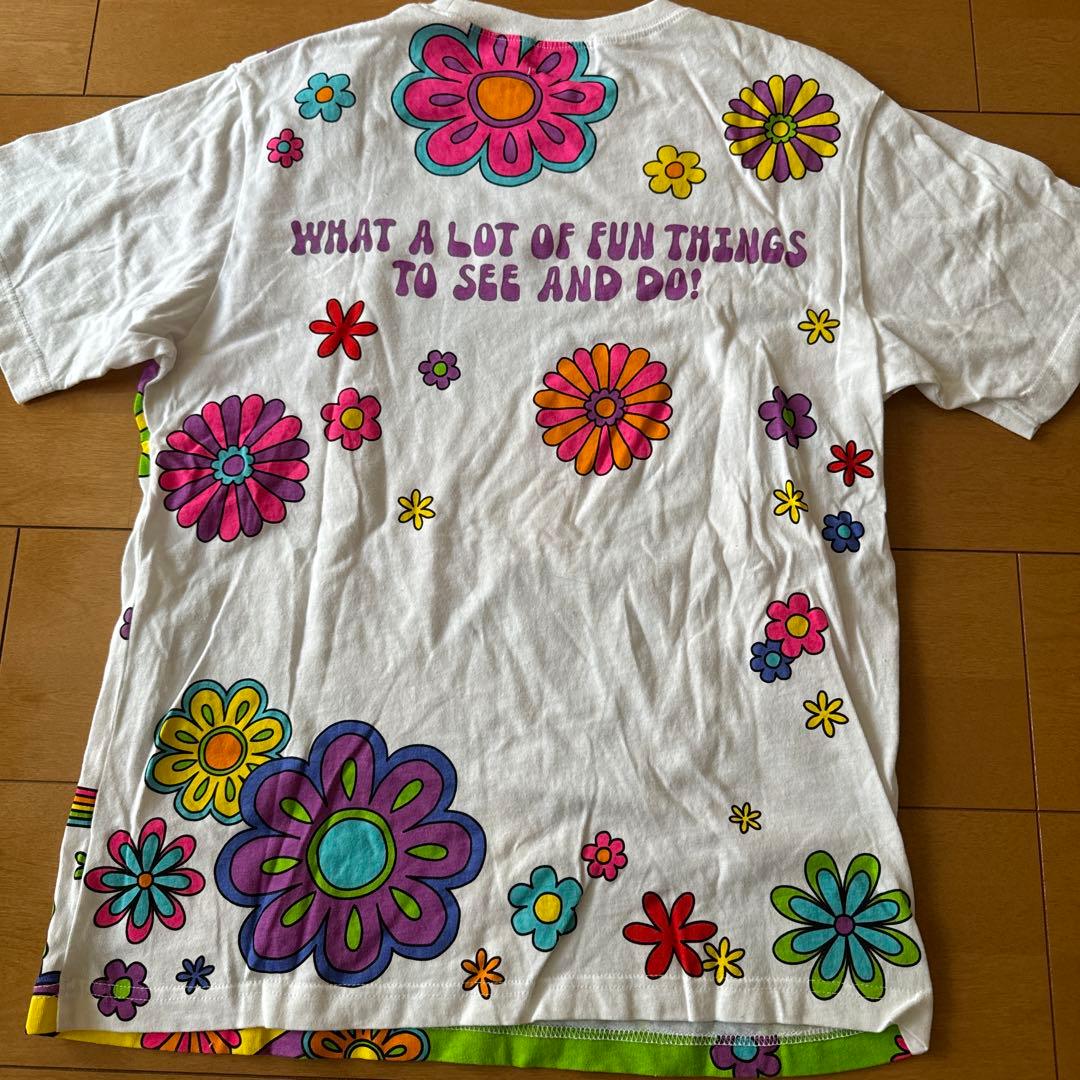 WHAT A LOT OF FUN THINGS
TO SEE AND DO!